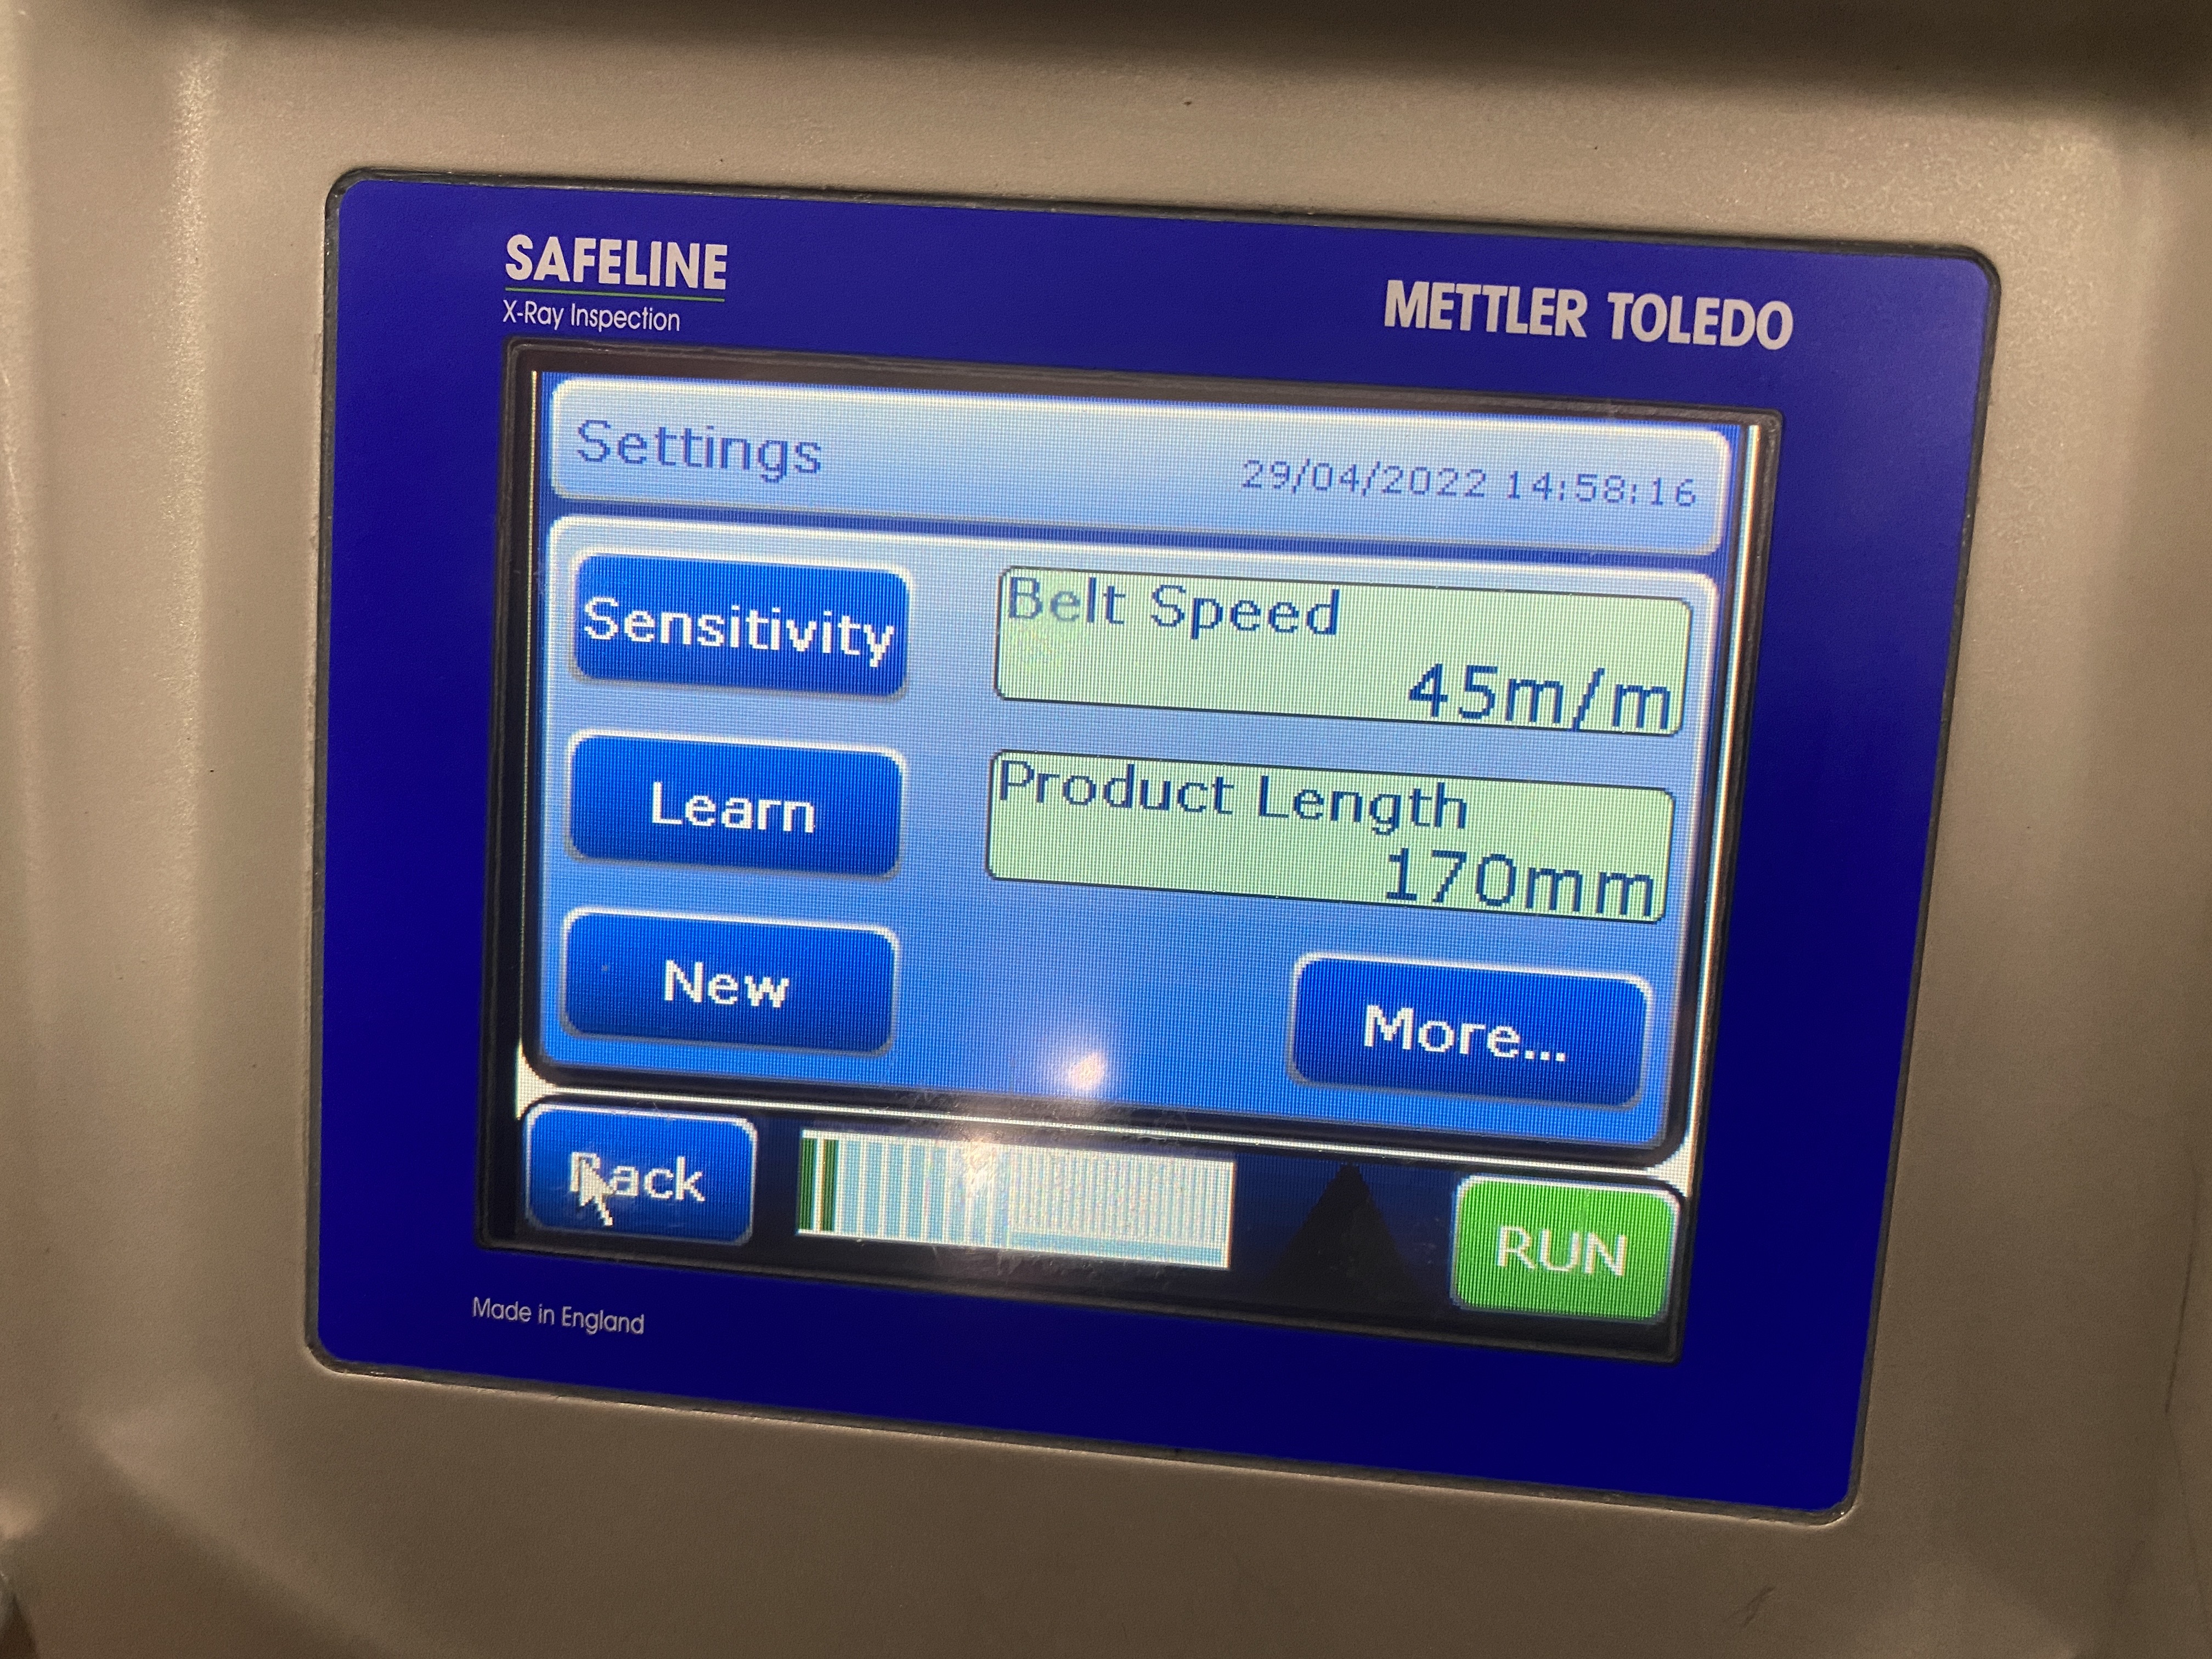 SAFELINE
X-Ray Inspection
METTLER TOLEDO
Settings
29/04/2022 14:58:16
Sensitivity
Belt Speed
45m/m
Learn
Product Length
170mm
New
More...
Back
RUN
Made in England